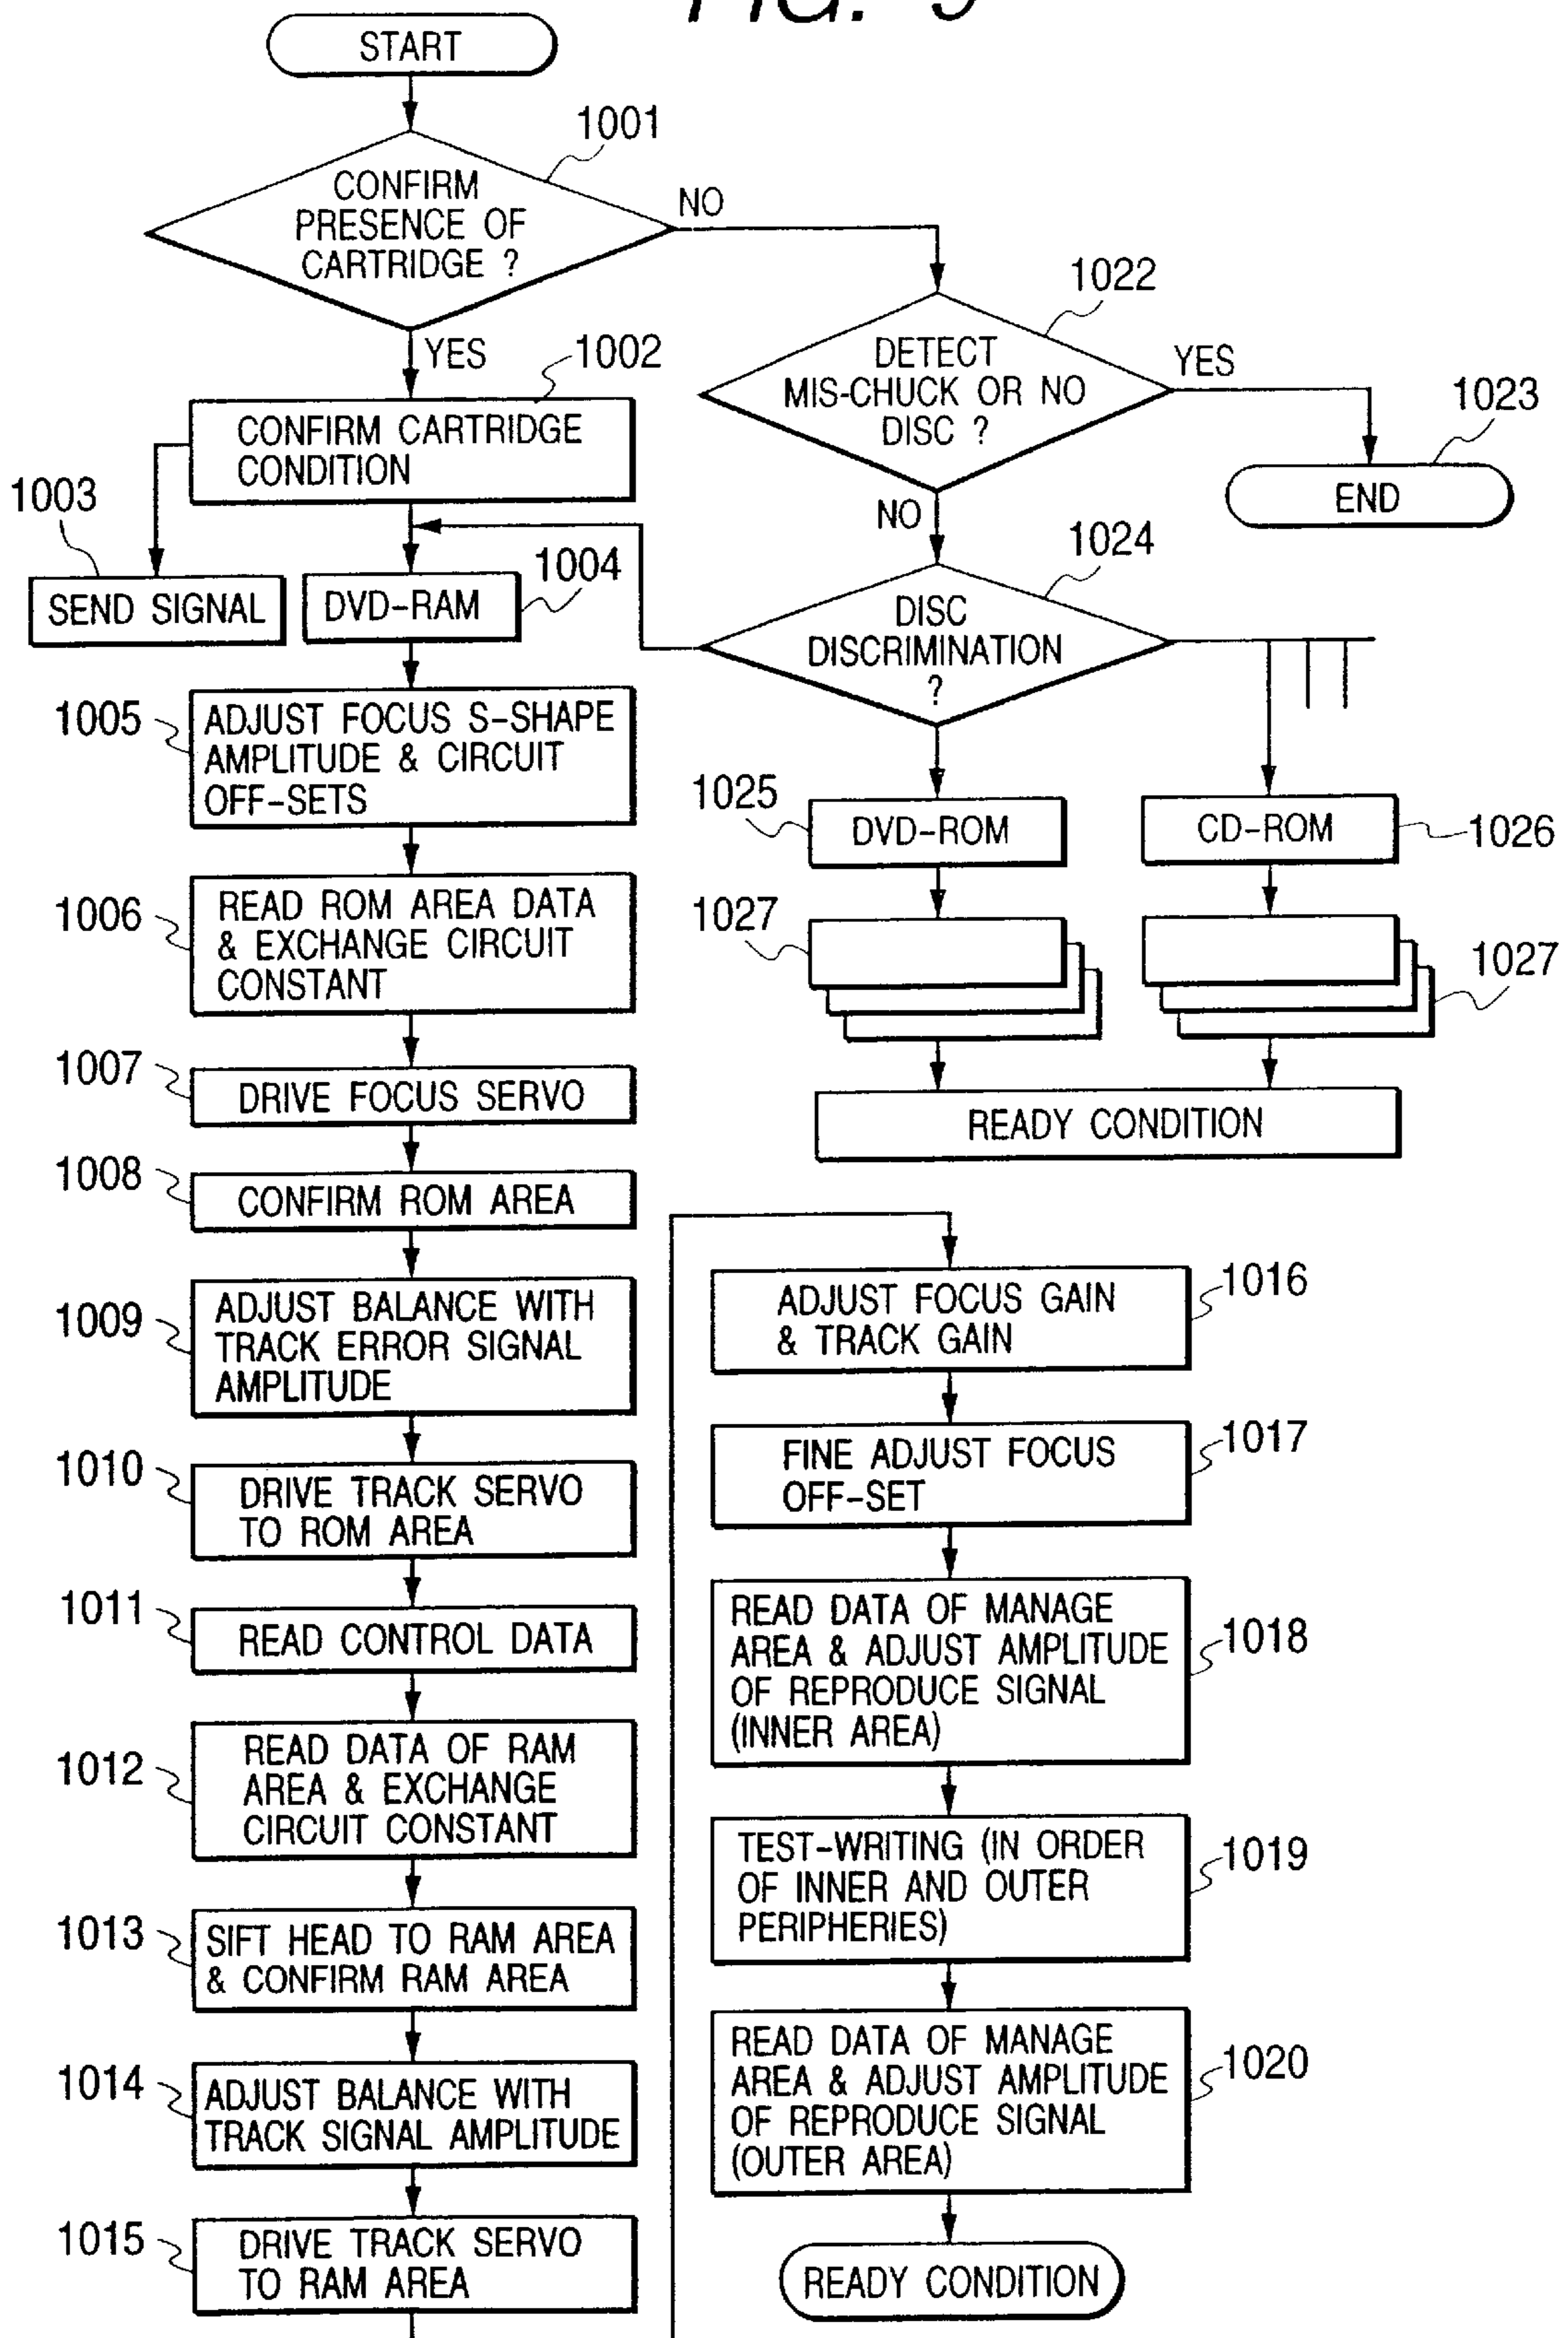 FIG. 9
START
1001
CONFIRM
PRESENCE OF
CARTRIDGE ?
NO
YES
1002
CONFIRM CARTRIDGE
CONDITION
1003
SEND SIGNAL
DVD-RAM
1004
1022
DETECT
MIS-CHUCK OR NO
DISC ?
YES
1023
END
NO
1024
DISC
DISCRIMINATION
?
1005
ADJUST FOCUS S-SHAPE
AMPLITUDE & CIRCUIT
OFF-SETS
1025
DVD-ROM
CD-ROM
1026
1006
READ ROM AREA DATA
& EXCHANGE CIRCUIT
CONSTANT
1027
1027
1007
DRIVE FOCUS SERVO
READY CONDITION
1008
CONFIRM ROM AREA
1009
ADJUST BALANCE WITH
TRACK ERROR SIGNAL
AMPLITUDE
1010
DRIVE TRACK SERVO
TO ROM AREA
1011
READ CONTROL DATA
1012
READ DATA OF RAM
AREA & EXCHANGE
CIRCUIT CONSTANT
1013
SIFT HEAD TO RAM AREA
& CONFIRM RAM AREA
1014
ADJUST BALANCE WITH
TRACK SIGNAL AMPLITUDE
1015
DRIVE TRACK SERVO
TO RAM AREA
ADJUST FOCUS GAIN
& TRACK GAIN
1016
FINE ADJUST FOCUS
OFF-SET
1017
READ DATA OF MANAGE
AREA & ADJUST AMPLITUDE
OF REPRODUCE SIGNAL
(INNER AREA)
1018
TEST-WRITING (IN ORDER
OF INNER AND OUTER
PERIPHERIES)
1019
READ DATA OF MANAGE
AREA & ADJUST AMPLITUDE
OF REPRODUCE SIGNAL
(OUTER AREA)
1020
READY CONDITION